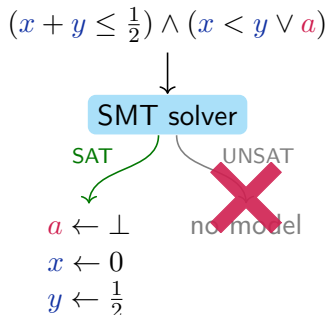 (x + y ≤ 1/2) ∧ (x < y ∨ a)
SMT solver
SAT UNSAT
a ← ⊥ no model
x ← 0
y ← 1/2